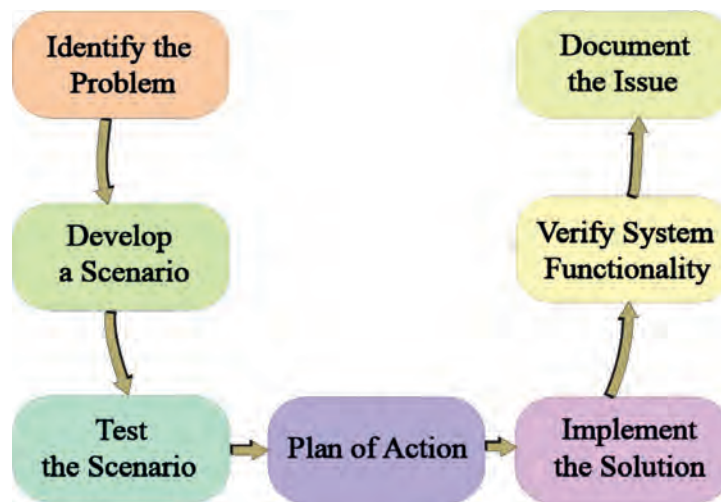 Identify the
Problem
Develop
a Scenario
Test
the Scenario
Plan of Action
Implement
the Solution
Verify System
Functionality
Document
the Issue